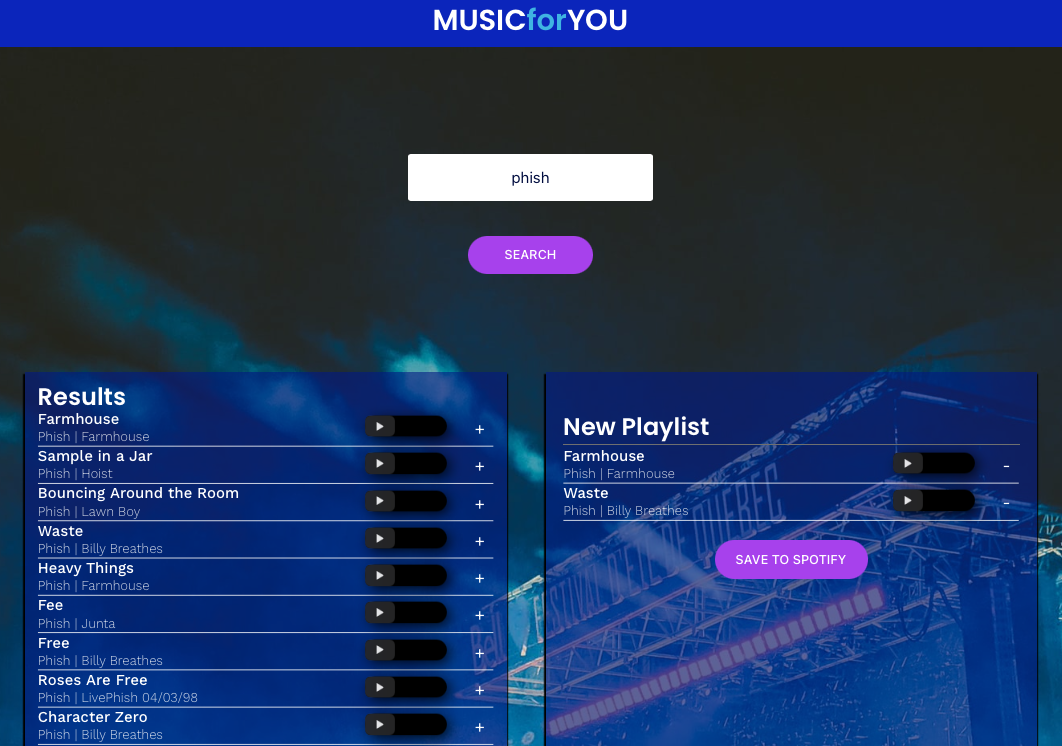 MUSICforYOU
phish
SEARCH
Results
Farmhouse
Phish | Farmhouse
+
Sample in a Jar
Phish | Hoist
+
Bouncing Around the Room
Phish | Lawn Boy
+
Waste
Phish | Billy Breathes
+
Heavy Things
Phish | Farmhouse
+
Fee
Phish | Junta
+
Free
Phish | Billy Breathes
+
Roses Are Free
Phish | LivePhish 04/03/98
+
Character Zero
Phish | Billy Breathes
+
New Playlist
Farmhouse
Phish | Farmhouse
-
Waste
Phish | Billy Breathes
-
SAVE TO SPOTIFY